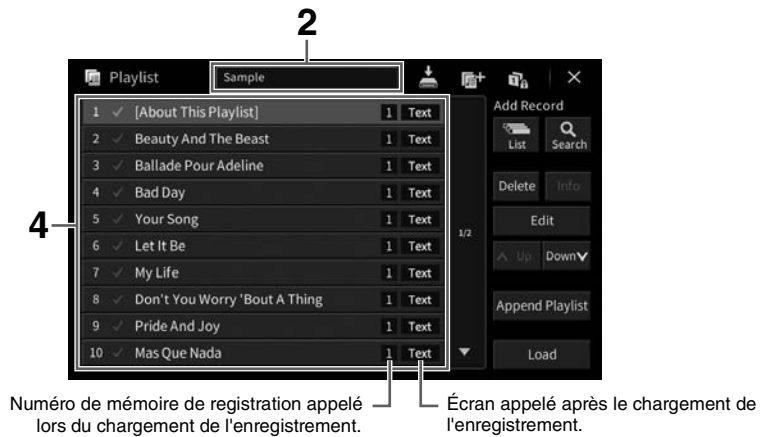 2
Playlist Sample
4
1 [About This Playlist] 1 Text
2 Beauty And The Beast 1 Text
3 Ballade Pour Adeline 1 Text
4 Bad Day 1 Text
5 Your Song 1 Text
6 Let It Be 1 Text
7 My Life 1 Text
8 Don't You Worry 'Bout A Thing 1 Text
9 Pride And Joy 1 Text
10 Mas Que Nada 1 Text
1/2
Add Record
List Search
Delete Info
Edit
Up Down
Append Playlist
Load
Numéro de mémoire de registration appelé
lors du chargement de l'enregistrement.
Écran appelé après le chargement de
l'enregistrement.